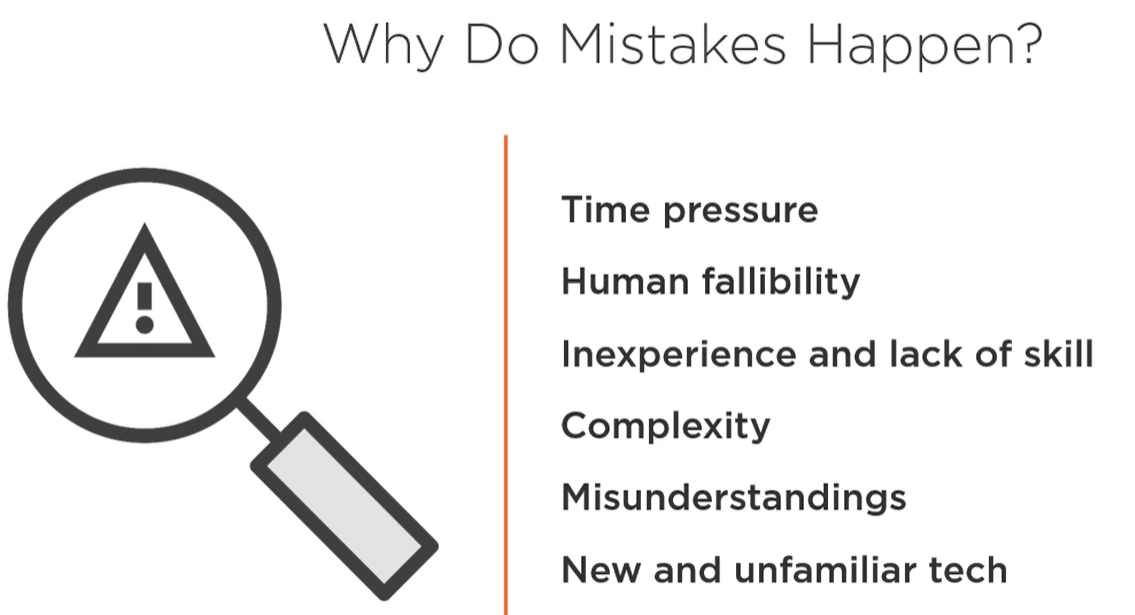 Why Do Mistakes Happen?
Time pressure
Human fallibility
Inexperience and lack of skill
Complexity
Misunderstandings
New and unfamiliar tech